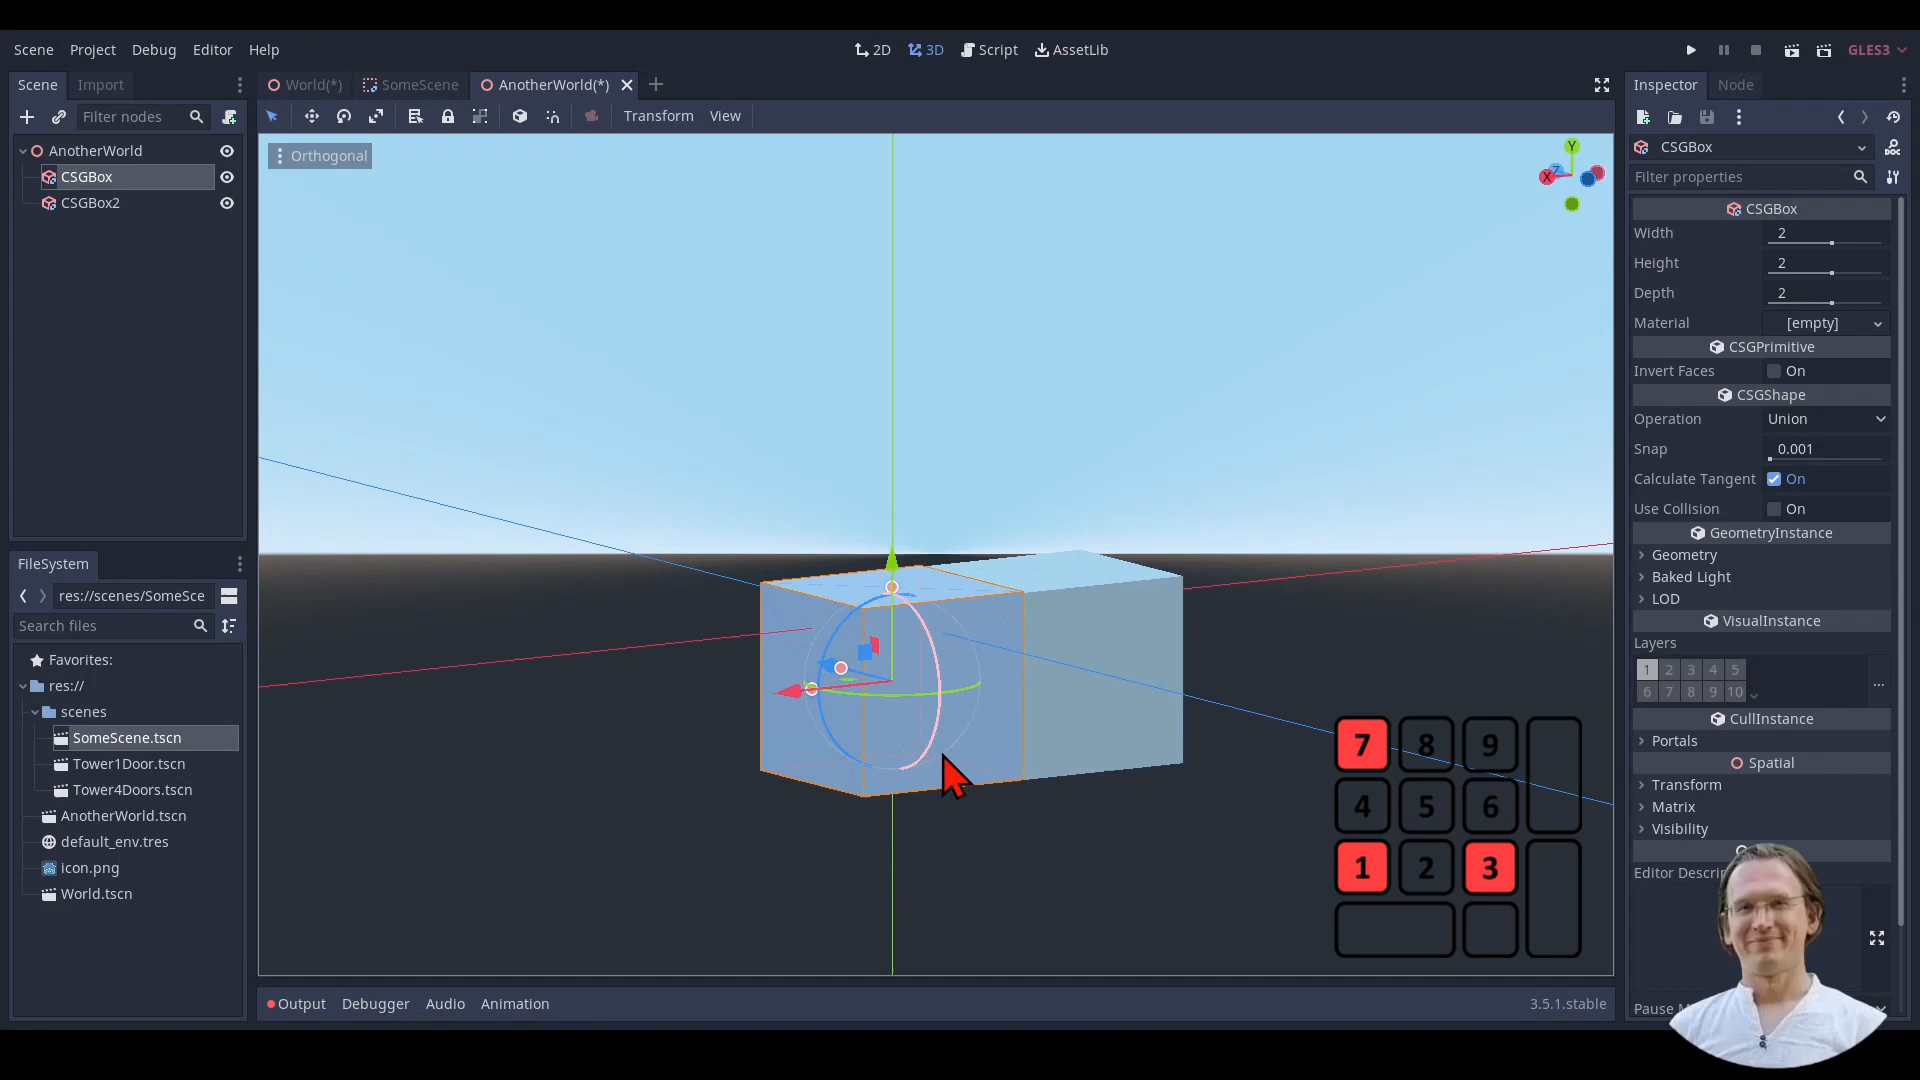 Scene Project Debug Editor Help 2D 3D Script AssetLib GLES3
Scene Import World(*) SomeScene AnotherWorld(*) Inspector Node
Filter nodes Transform View
AnotherWorld
CSGBox
CSGBox2
Orthogonal
Y
X
Z
CSGBox
Filter properties
CSGBox
Width 2
Height 2
Depth 2
Material [empty]
CSGPrimitive
Invert Faces On
CSGShape
Operation Union
Snap 0.001
Calculate Tangent On
Use Collision On
GeometryInstance
Geometry
Baked Light
LOD
VisualInstance
Layers
1 2 3 4 5
6 7 8 9 10
...
CullInstance
Portals
Spatial
Transform
Matrix
Visibility
Editor Descri
Pause M
FileSystem
res://scenes/SomeSce
Search files
Favorites:
res://
scenes
SomeScene.tscn
Tower1Door.tscn
Tower4Doors.tscn
AnotherWorld.tscn
default_env.tres
icon.png
World.tscn
7 8 9
4 5 6
1 2 3
Output Debugger Audio Animation 3.5.1.stable